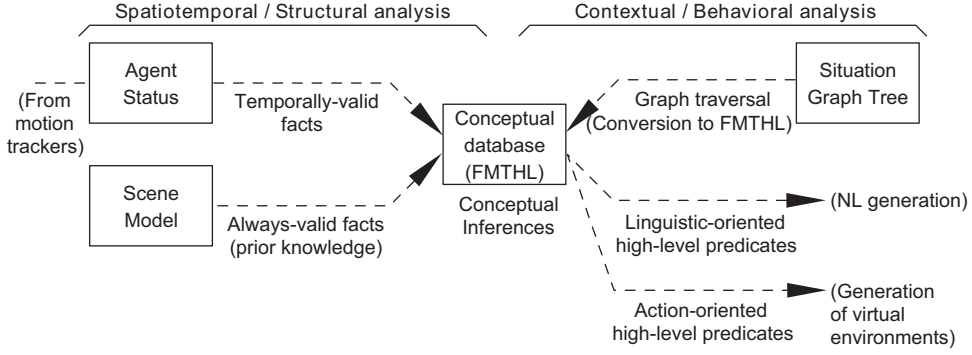 Spatiotemporal / Structural analysis
Contextual / Behavioral analysis
(From
motion
trackers)
Agent
Status
Temporally-valid
facts
Scene
Model
Always-valid facts
(prior knowledge)
Conceptual
database
(FMTHL)
Conceptual
Inferences
Graph traversal
(Conversion to FMTHL)
Situation
Graph Tree
Linguistic-oriented
high-level predicates
(NL generation)
Action-oriented
high-level predicates
(Generation
of virtual
environments)